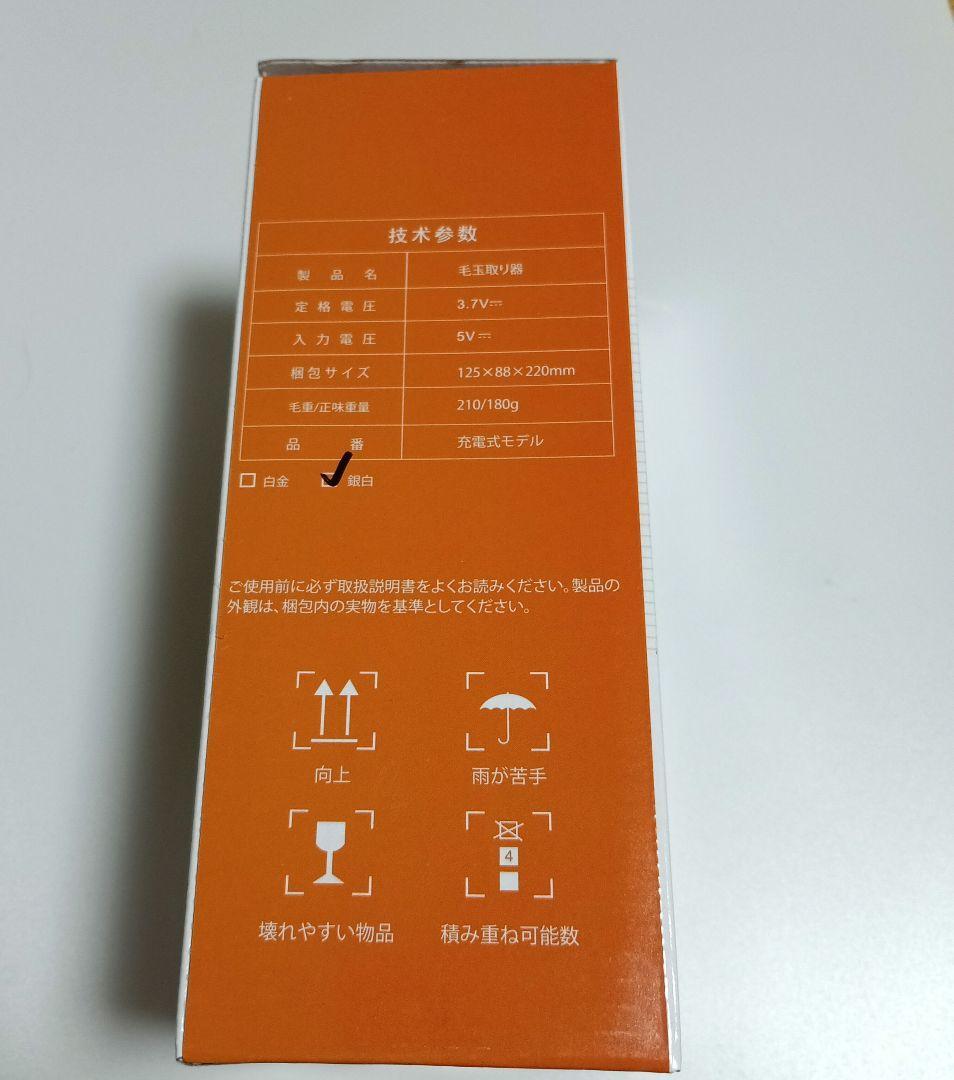 技术参数
製品名 毛玉取り器
定格電圧 3.7V⎓
入力電圧 5V⎓
梱包サイズ 125×88×220mm
毛重/正味重量 210/180g
品番 充電式モデル
白金 銀白
ご使用前に必ず取扱説明書をよくお読みください。製品の
外観は、梱包内の実物を基準としてください。
向上 雨が苦手
4
壊れやすい物品 積み重ね可能数